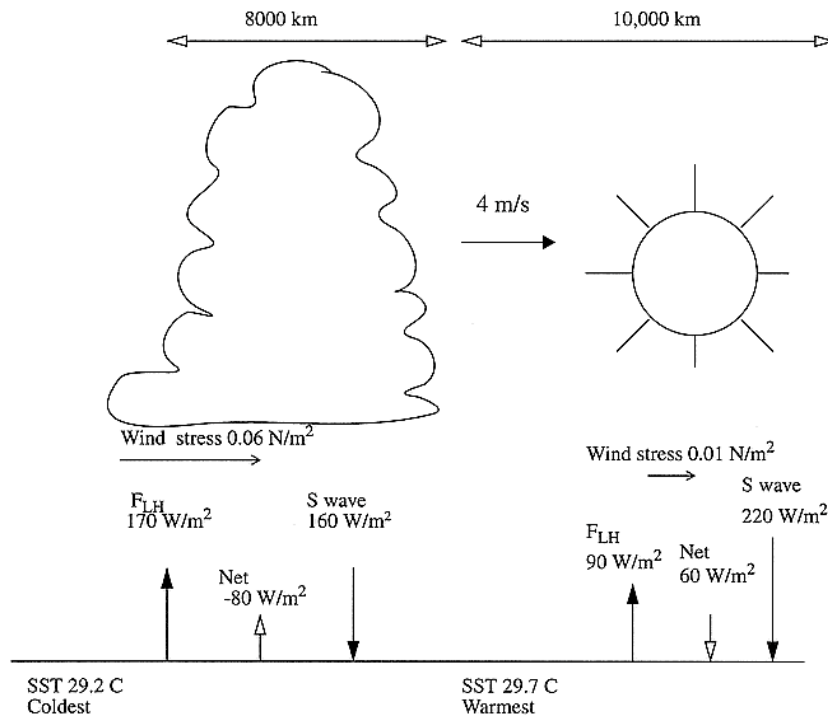 8000 km
10,000 km
4 m/s
Wind stress 0.06 N/m²
Wind stress 0.01 N/m²
F_LH
170 W/m²
S wave
160 W/m²
Net
-80 W/m²
F_LH
90 W/m²
Net
60 W/m²
S wave
220 W/m²
SST 29.2 C
Coldest
SST 29.7 C
Warmest